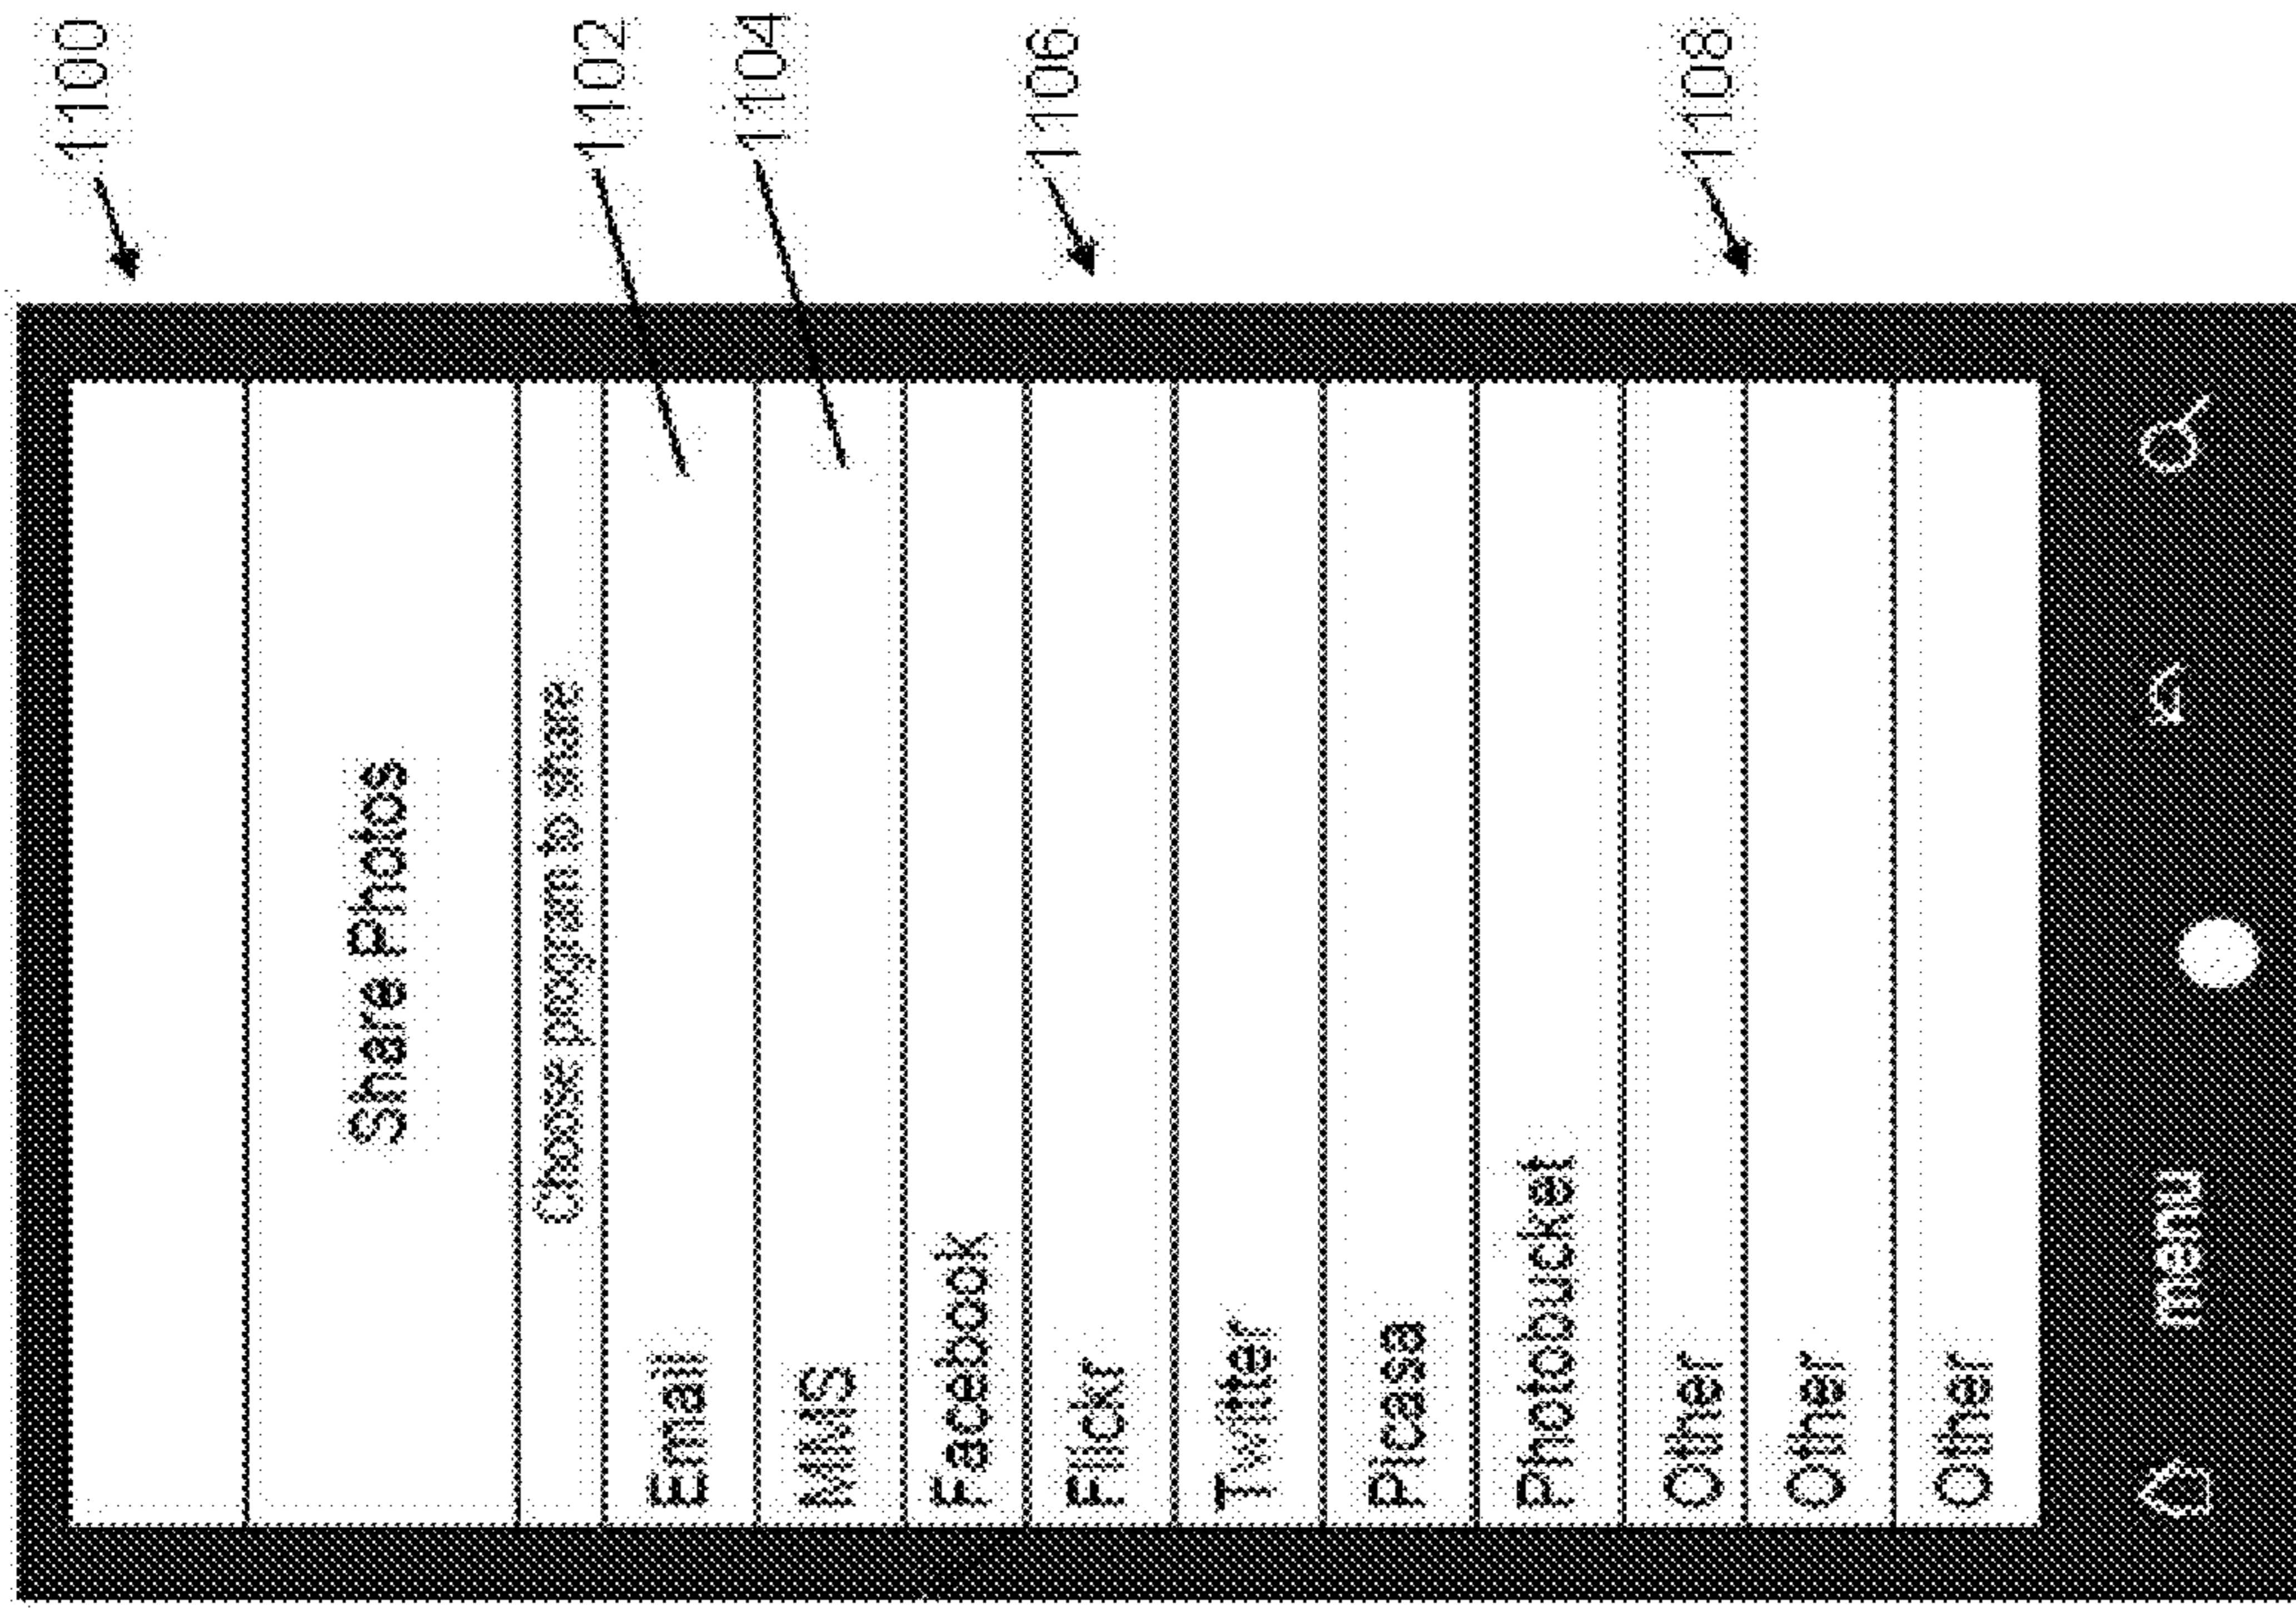 1100
Share Photos
Choose program to share
Email
1102
MMS
1104
Facebook
Flickr
1106
Twitter
Picasa
Photobucket
Other
Other
1108
Other
menu